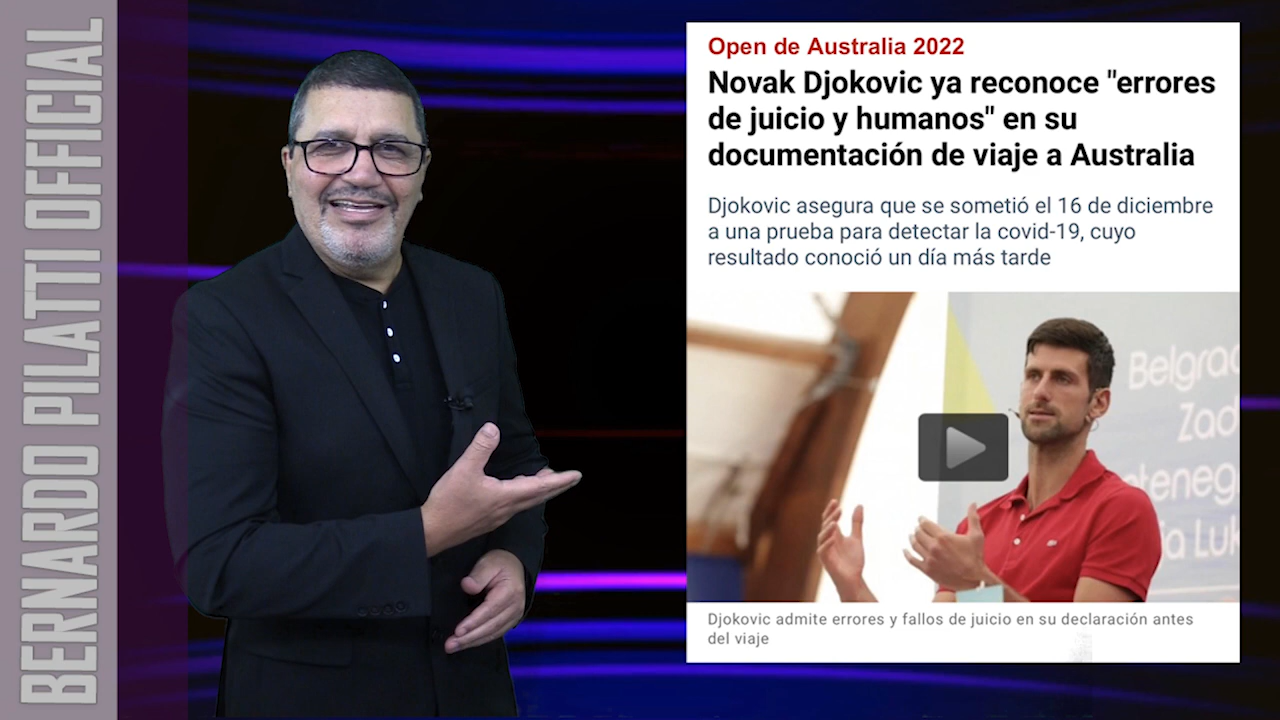 BERNARDO PILATTI OFFICIAL
Open de Australia 2022
Novak Djokovic ya reconoce "errores
de juicio y humanos" en su
documentación de viaje a Australia
Djokovic asegura que se sometió el 16 de diciembre
a una prueba para detectar la covid-19, cuyo
resultado conoció un día más tarde
Belgrad
Zad
tenegr
a Luk
Djokovic admite errores y fallos de juicio en su declaración antes
del viaje